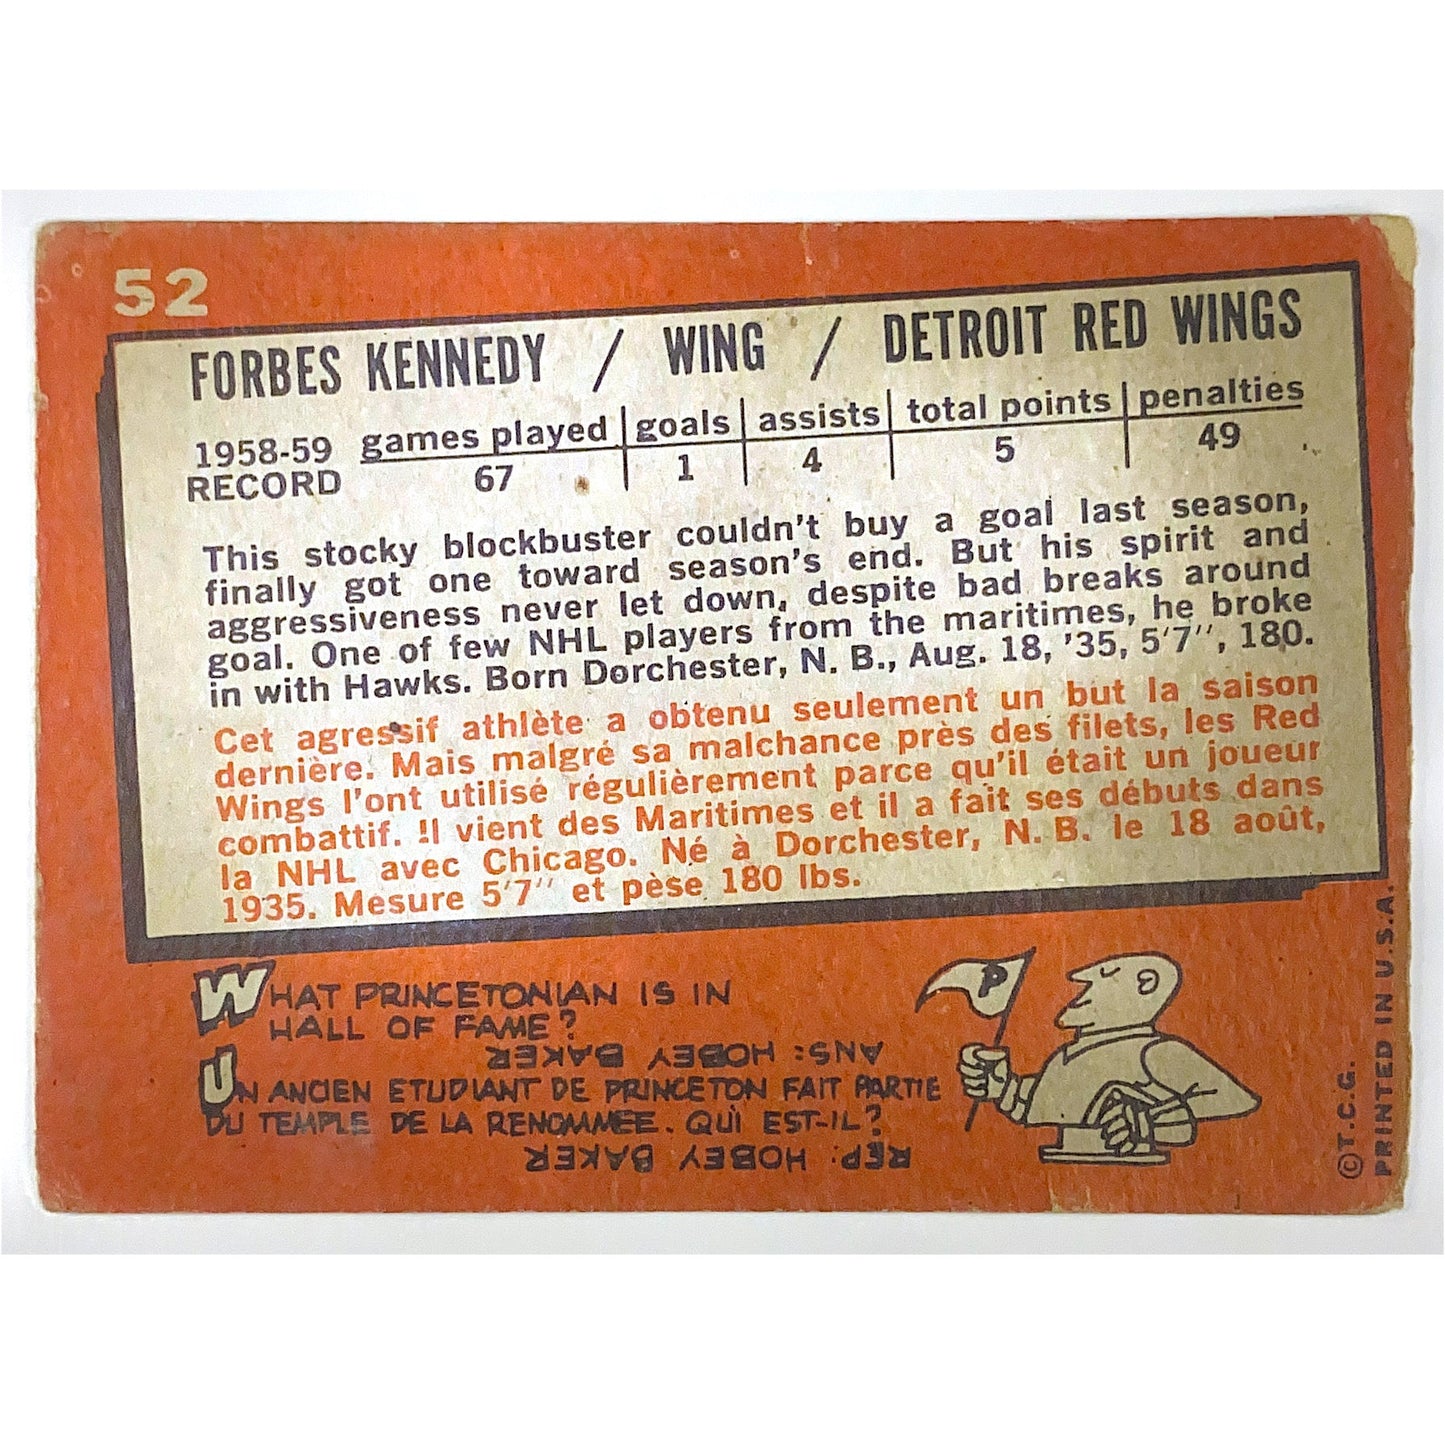 52
FORBES KENNEDY / WING / DETROIT RED WINGS
1958-59 RECORD
games played | goals | assists | total points | penalties
67 | 1 | 4 | 5 | 49
This stocky blockbuster couldn't buy a goal last season,
finally got one toward season's end. But his spirit and
aggressiveness never let down, despite bad breaks around
goal. One of few NHL players from the maritimes, he broke
in with Hawks. Born Dorchester, N. B., Aug. 18, '35, 5'7", 180.
Cet agressif athlète a obtenu seulement un but la saison
dernière. Mais malgré sa malchance près des filets, les Red
Wings l'ont utilisé régulièrement parce qu'il était un joueur
combattif. Il vient des Maritimes et il a fait ses débuts dans
la NHL avec Chicago. Né à Dorchester, N. B. le 18 août,
1935. Mesure 5'7" et pèse 180 lbs.
WHAT PRINCETONIAN IS IN
HALL OF FAME?
ANS: HOBEY BAKER
UN ANCIEN ETUDIANT DE PRINCETON FAIT PARTIE
DU TEMPLE DE LA RENOMMEE. QUI EST-IL?
REP: HOBEY BAKER
P
©T.C.G.
PRINTED IN U.S.A.